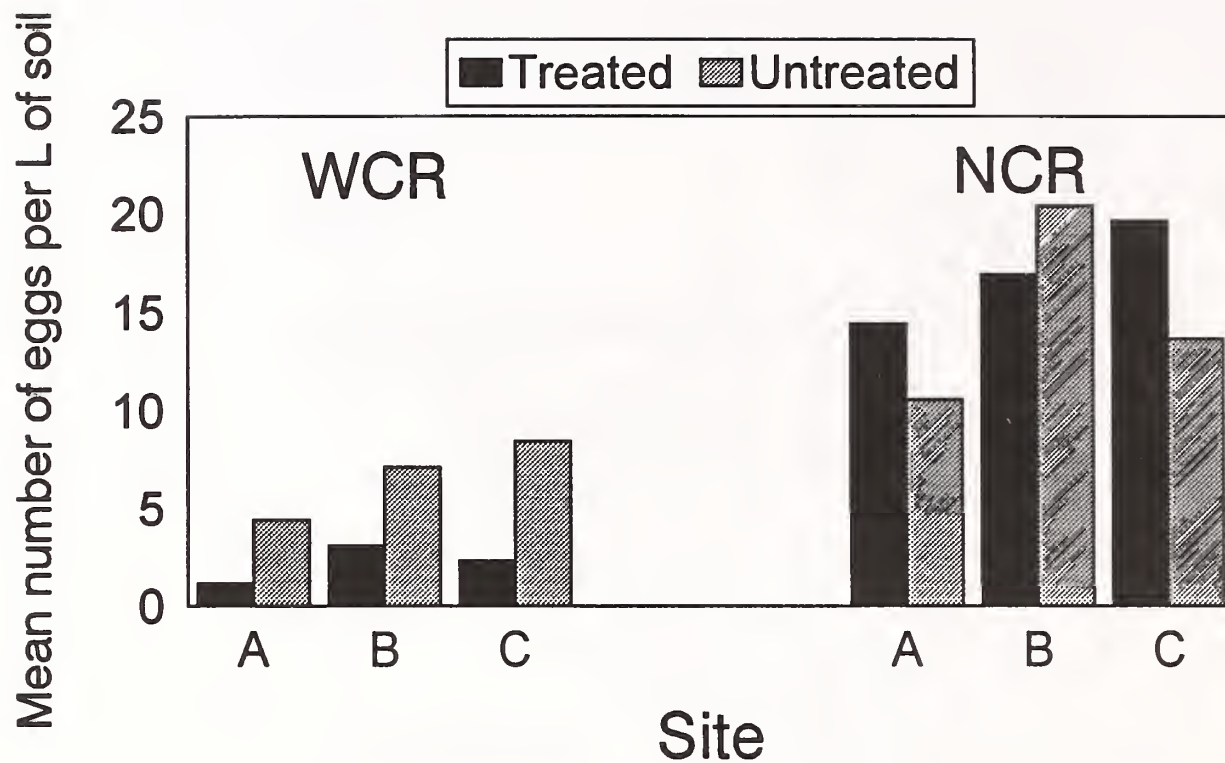 Mean number of eggs per L of soil
Treated Untreated
25
20
15
10
5
0
WCR
NCR
A B C
A B C
Site